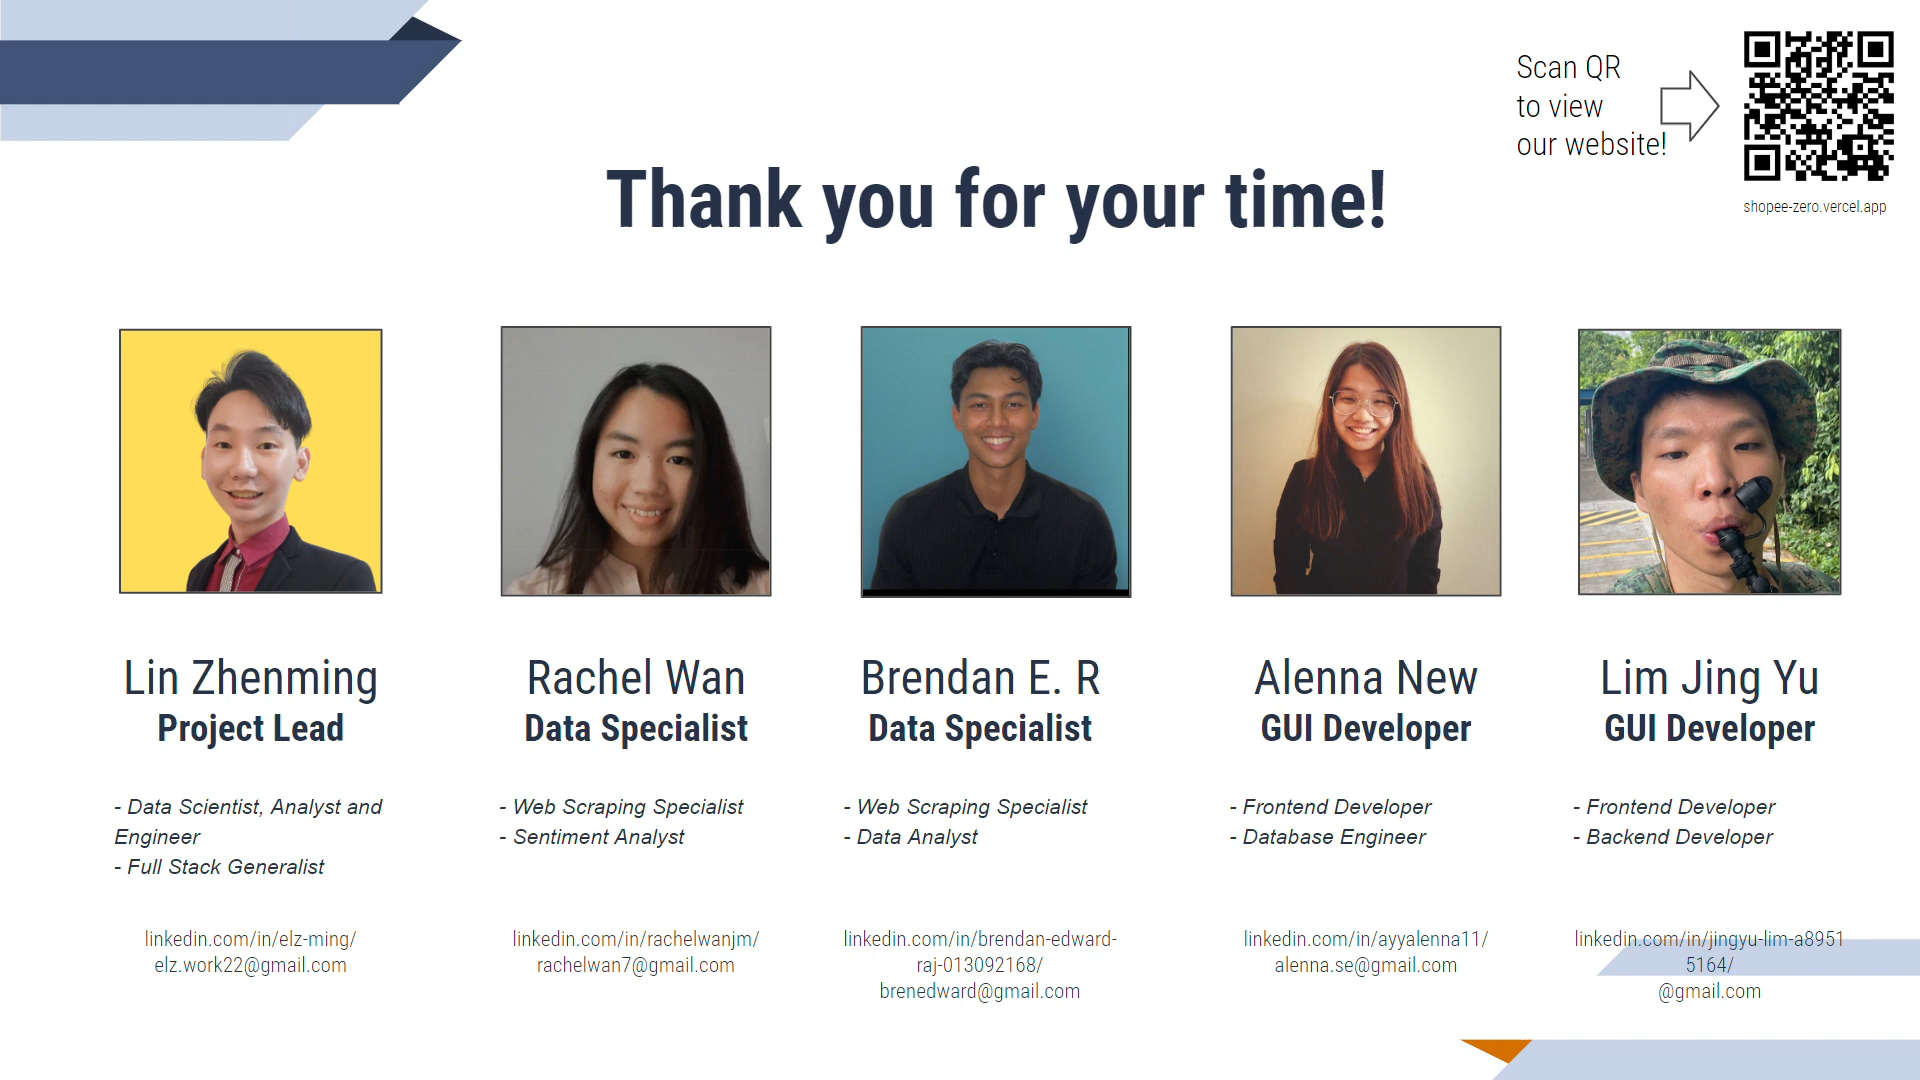 Scan QR
to view
our website!
shopee-zero.vercel.app
Thank you for your time!
Lin Zhenming
Project Lead
- Data Scientist, Analyst and
Engineer
- Full Stack Generalist
linkedin.com/in/elz-ming/
elz.work22@gmail.com
Rachel Wan
Data Specialist
- Web Scraping Specialist
- Sentiment Analyst
linkedin.com/in/rachelwanjm/
rachelwan7@gmail.com
Brendan E. R
Data Specialist
- Web Scraping Specialist
- Data Analyst
linkedin.com/in/brendan-edward-
raj-013092168/
brenedward@gmail.com
Alenna New
GUI Developer
- Frontend Developer
- Database Engineer
linkedin.com/in/ayyalenna11/
alenna.se@gmail.com
Lim Jing Yu
GUI Developer
- Frontend Developer
- Backend Developer
linkedin.com/in/jingyu-lim-a8951
5164/
@gmail.com